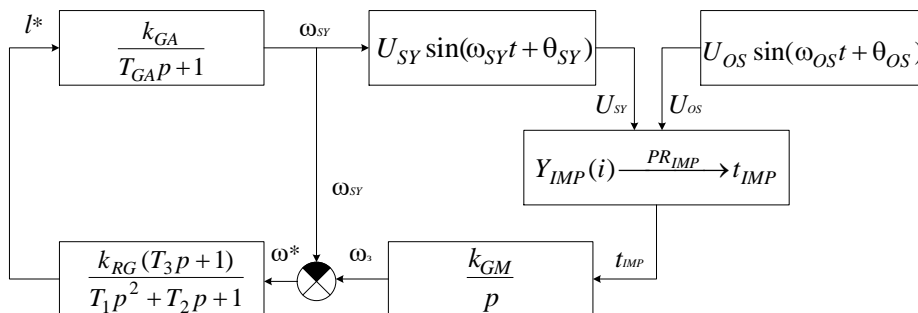 l*
k_GA / (T_GA p + 1)
ω_SY
U_SY sin(ω_SY t + θ_SY)
U_OS sin(ω_OS t + θ_OS)
U_SY
U_OS
Y_IMP(i) —PR_IMP→ t_IMP
ω_SY
k_RG (T_3 p + 1) / (T_1 p² + T_2 p + 1)
ω*
ω_з
k_GM / p
t_IMP